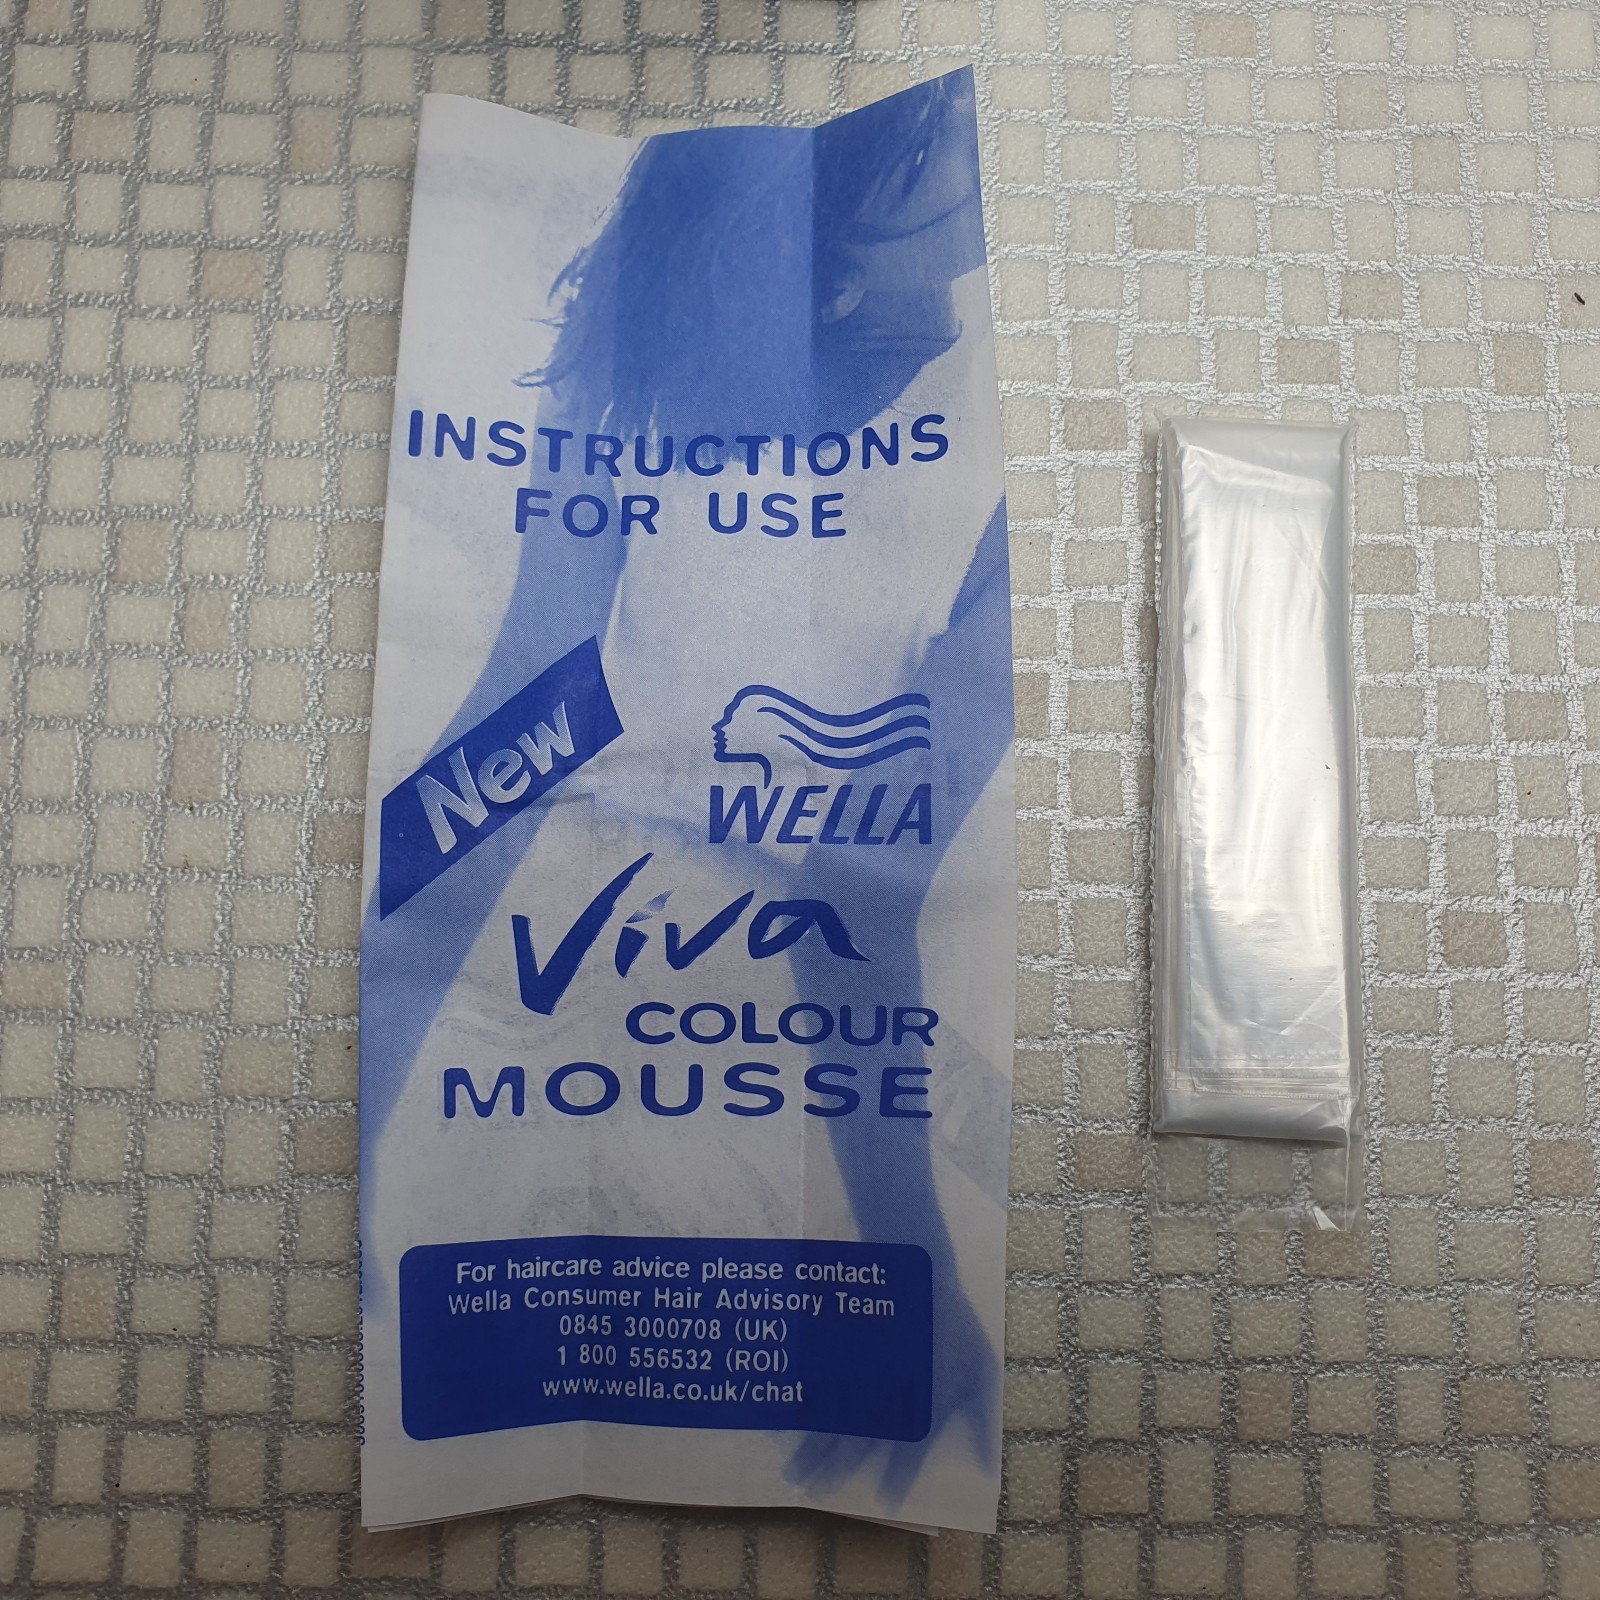 INSTRUCTIONS
FOR USE
New
WELLA
Viva
COLOUR
MOUSSE
For haircare advice please contact:
Wella Consumer Hair Advisory Team
0845 3000708 (UK)
1 800 556532 (ROI)
www.wella.co.uk/chat